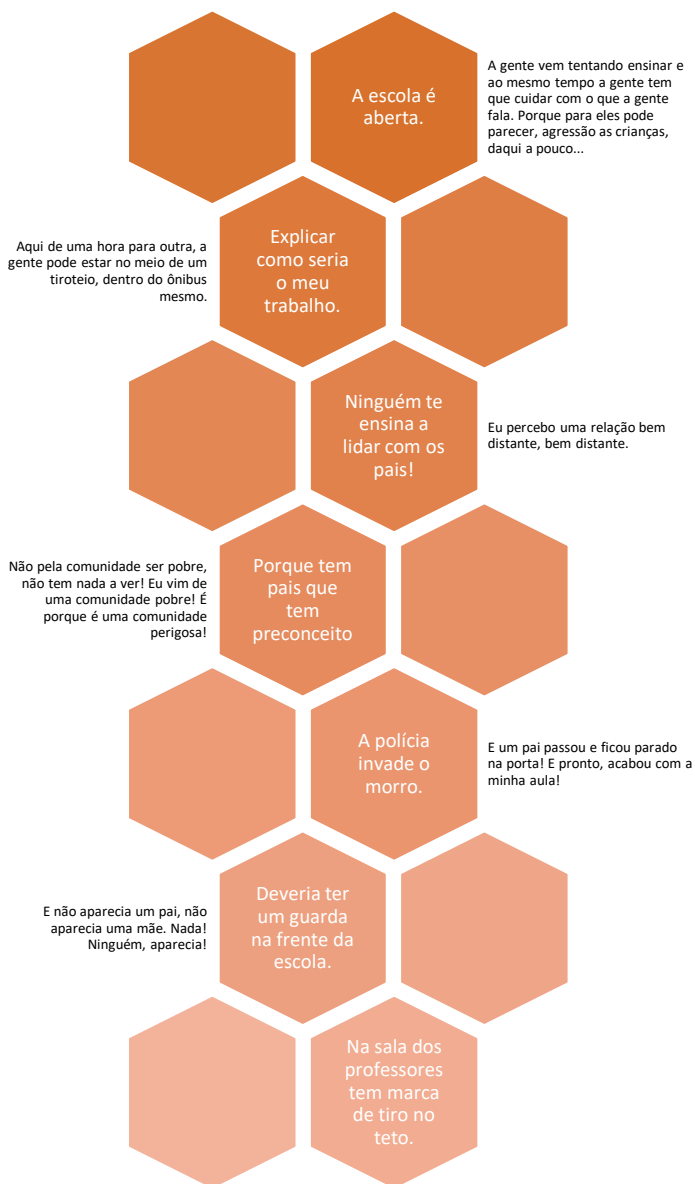 A escola é
aberta.
A gente vem tentando ensinar e
ao mesmo tempo a gente tem
que cuidar com o que a gente
fala. Porque para eles pode
parecer, agressão as crianças,
daqui a pouco...
Aqui de uma hora para outra, a
gente pode estar no meio de um
tiroteio, dentro do ônibus
mesmo.
Explicar
como seria
o meu
trabalho.
Ninguém te
ensina a
lidar com os
pais!
Eu percebo uma relação bem
distante, bem distante.
Não pela comunidade ser pobre,
não tem nada a ver! Eu vim de
uma comunidade pobre! É
porque é uma comunidade
perigosa!
Porque tem
pais que
tem
preconceito
A polícia
invade o
morro.
E um pai passou e ficou parado
na porta! E pronto, acabou com a
minha aula!
E não aparecia um pai, não
aparecia uma mãe. Nada!
Ninguém, aparecia!
Deveria ter
um guarda
na frente da
escola.
Na sala dos
professores
tem marca
de tiro no
teto.